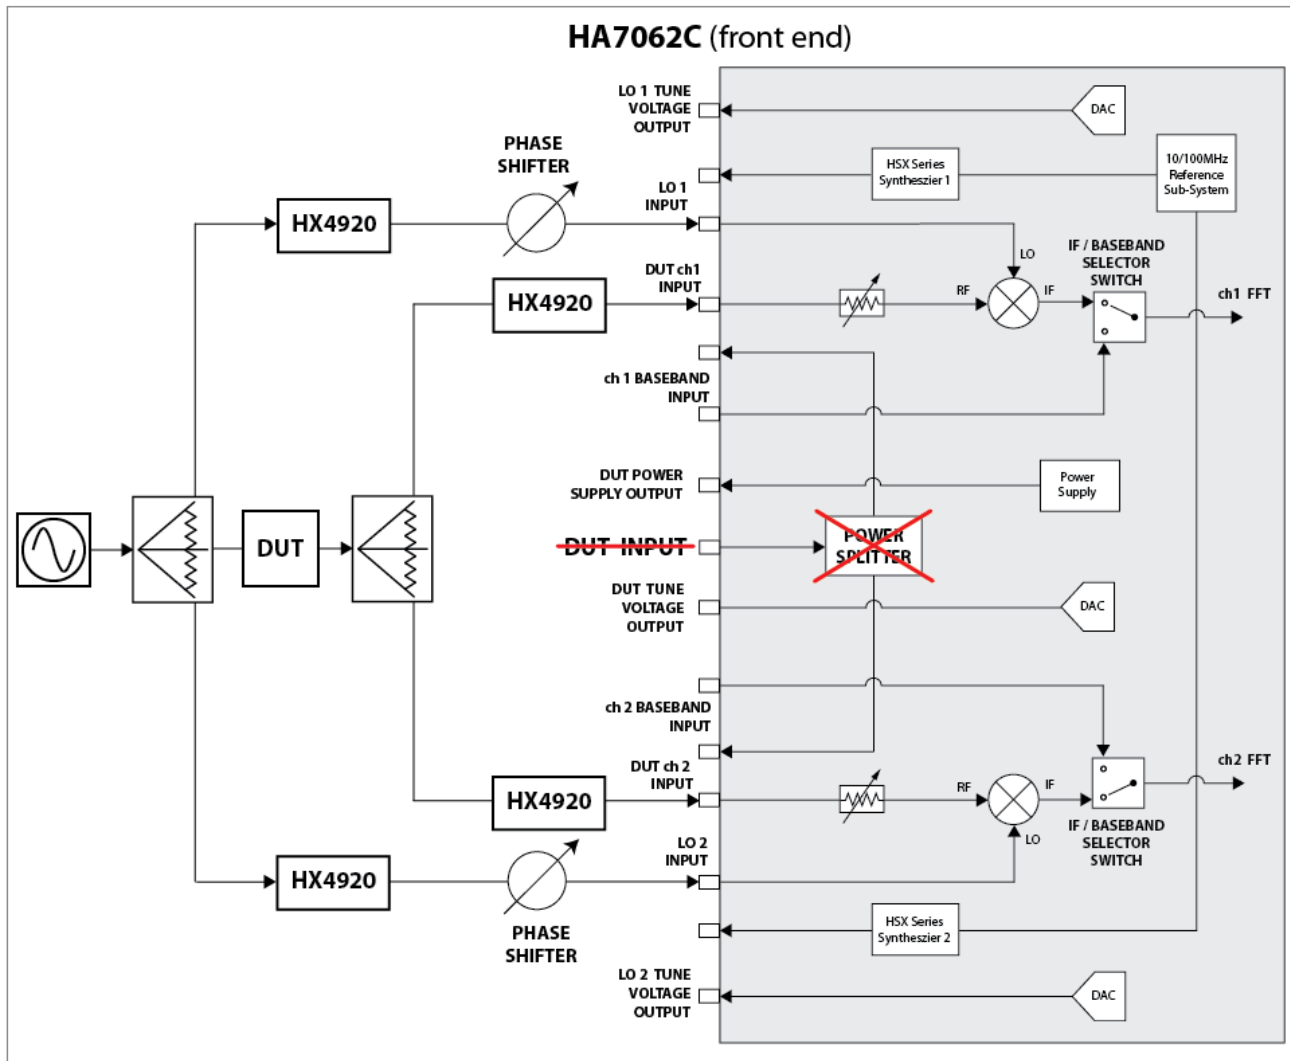 HA7062C (front end)
LO 1 TUNE
VOLTAGE
OUTPUT
DAC
PHASE
SHIFTER
HSX Series
Syntheszier 1
10/100MHz
Reference
Sub-System
LO 1
INPUT
HX4920
LO
IF / BASEBAND
SELECTOR
SWITCH
DUT ch1
INPUT
HX4920
RF
IF
ch1 FFT
ch 1 BASEBAND
INPUT
DUT POWER
SUPPLY OUTPUT
Power
Supply
DUT
DUT INPUT
POWER
SPLITTER
DUT TUNE
VOLTAGE
OUTPUT
DAC
ch 2 BASEBAND
INPUT
DUT ch 2
INPUT
HX4920
RF
IF
ch2 FFT
LO
IF / BASEBAND
SELECTOR
SWITCH
LO 2
INPUT
HX4920
PHASE
SHIFTER
HSX Series
Syntheszier 2
LO 2 TUNE
VOLTAGE
OUTPUT
DAC